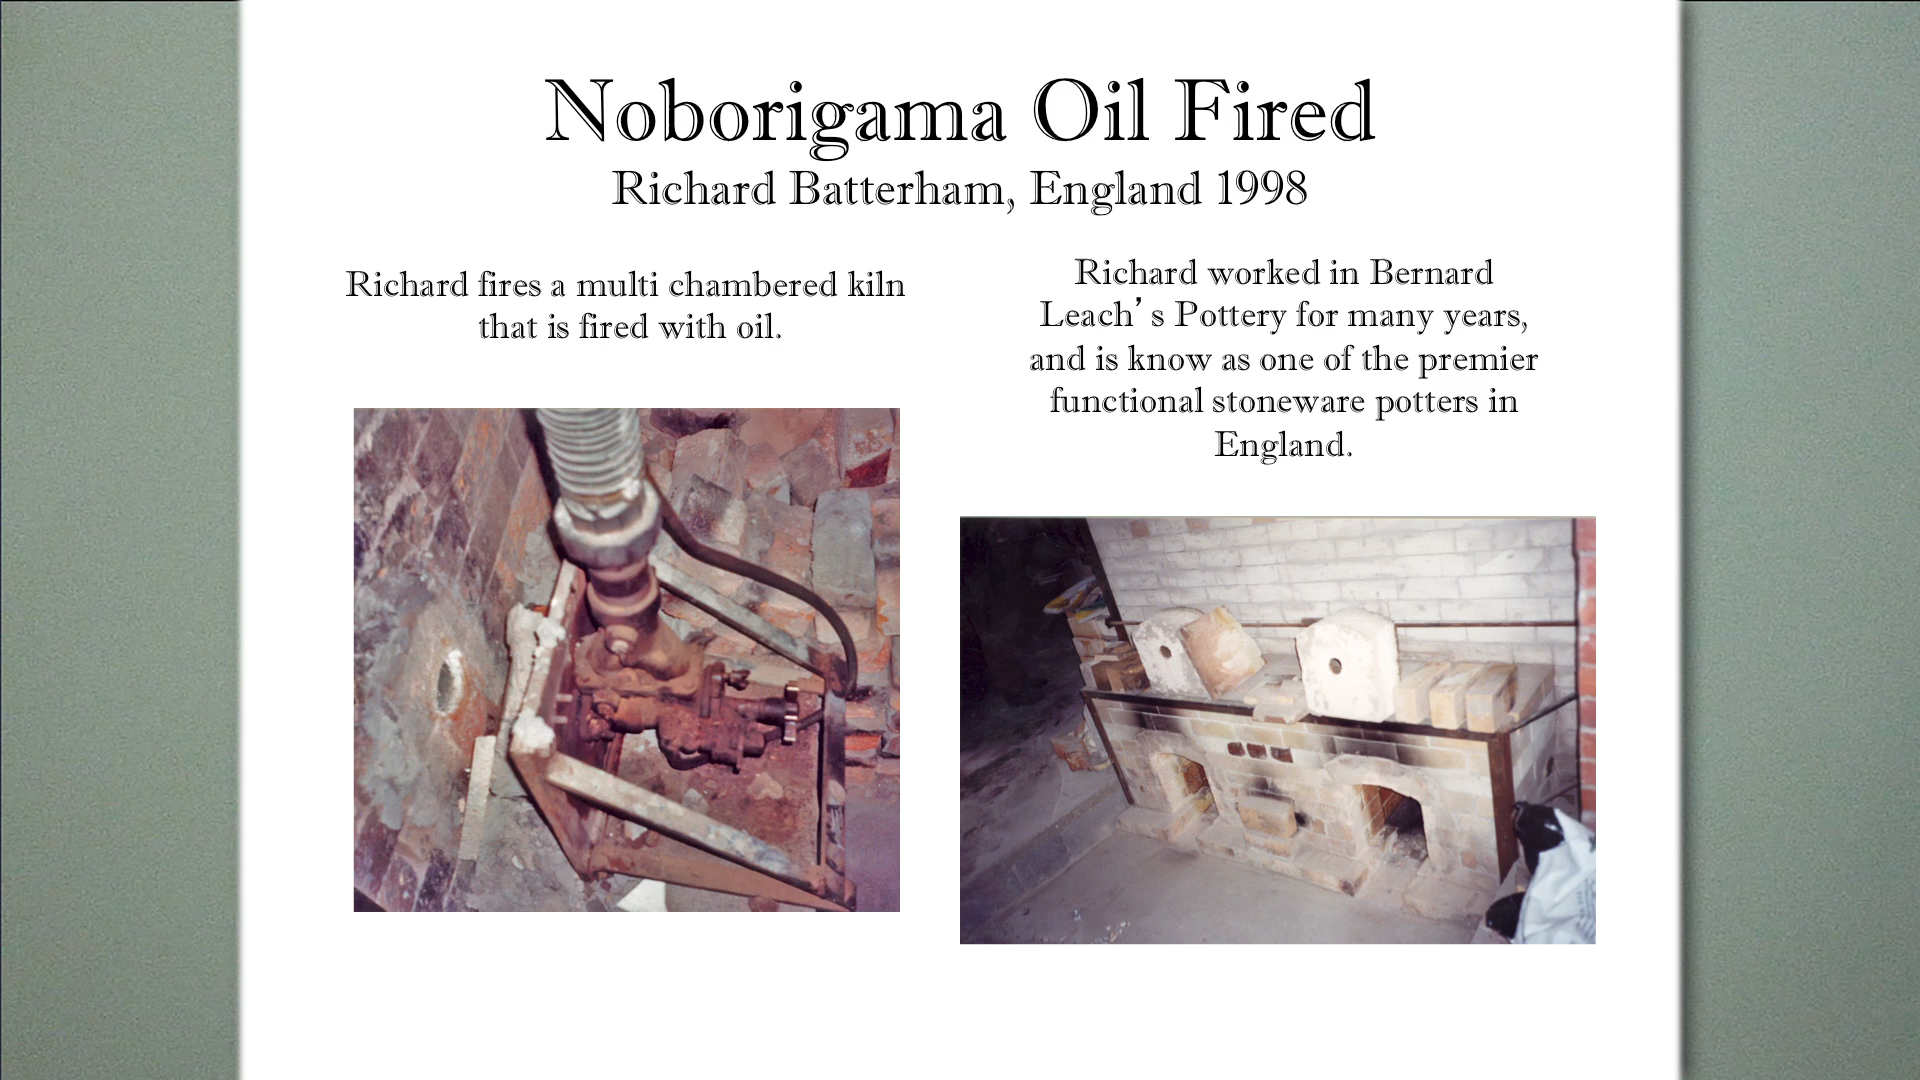 Noborigama Oil Fired
Richard Batterham, England 1998
Richard fires a multi chambered kiln
that is fired with oil.
Richard worked in Bernard
Leach’s Pottery for many years,
and is know as one of the premier
functional stoneware potters in
England.